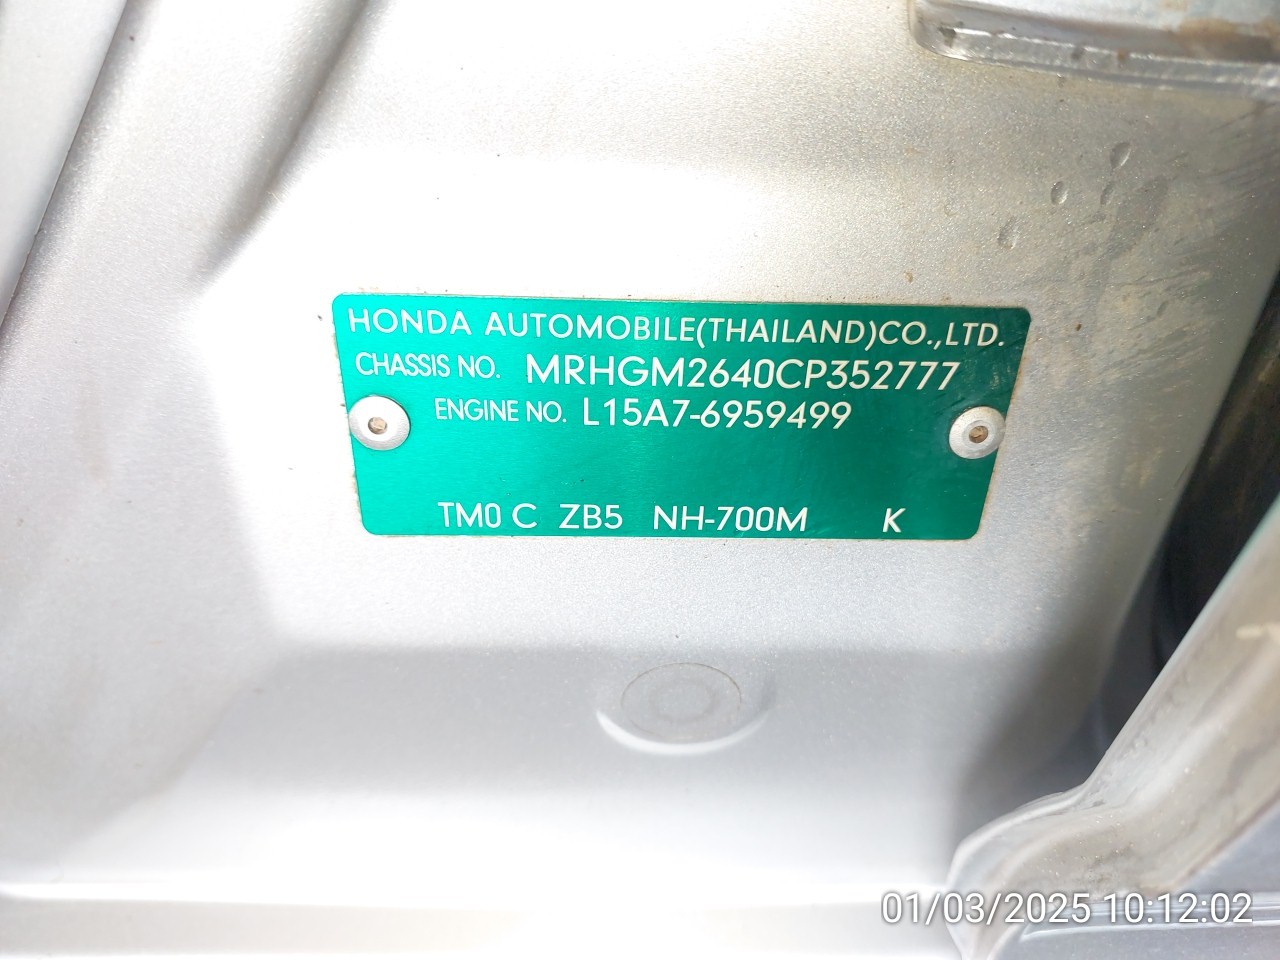 HONDA AUTOMOBILE(THAILAND)CO.,LTD.
CHASSIS NO. MRHGM2640CP352777
ENGINE NO. L15A7-6959499
TM0 C ZB5 NH-700M K
01/03/2025 10:12:02